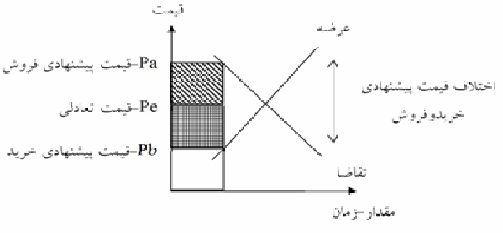 قیمت
عرضه
Pa–قیمت پیشنهادی فروش
Pe–قیمت تعادلی
Pb–قیمت پیشنهادی خرید
اختلاف قیمت پیشنهادی
خریدوفروش
تقاضا
مقدار–زمان